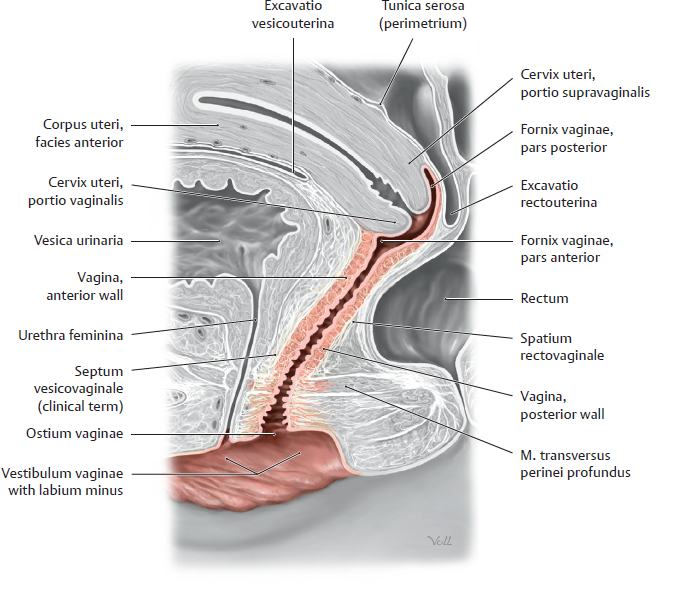 Excavatio
vesicouterina
Tunica serosa
(perimetrium)
Corpus uteri,
facies anterior
Cervix uteri,
portio vaginalis
Vesica urinaria
Vagina,
anterior wall
Urethra feminina
Septum
vesicovaginale
(clinical term)
Ostium vaginae
Vestibulum vaginae
with labium minus
Cervix uteri,
portio supravaginalis
Fornix vaginae,
pars posterior
Excavatio
rectouterina
Fornix vaginae,
pars anterior
Rectum
Spatium
rectovaginale
Vagina,
posterior wall
M. transversus
perinei profundus
Voll